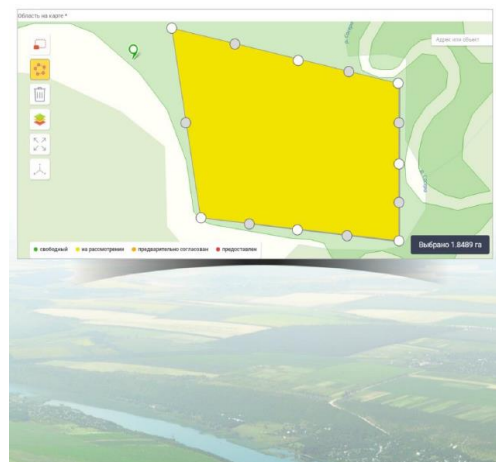 Область на карте *
Адрес или объект
свободный на рассмотрении предварительно согласован предоставлен
Выбрано 1.8489 га